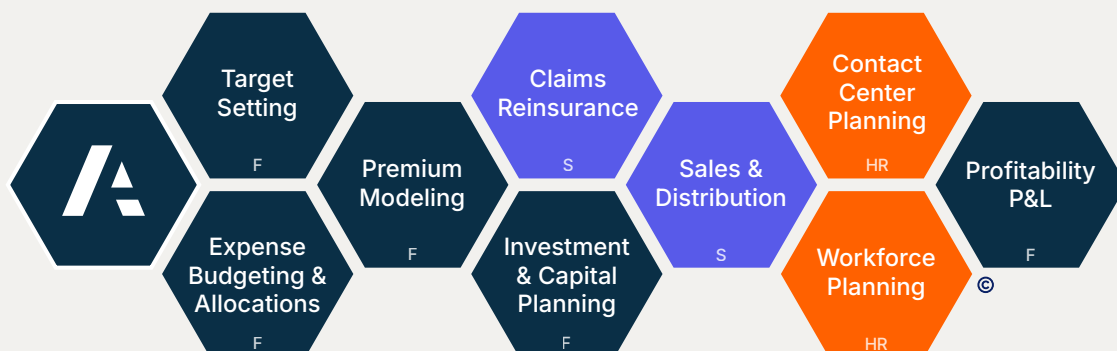 Target
Setting
F
Expense
Budgeting &
Allocations
F
Premium
Modeling
F
Claims
Reinsurance
S
Investment
& Capital
Planning
F
Sales &
Distribution
S
Contact
Center
Planning
HR
Workforce
Planning
HR
©
Profitability
P&L
F